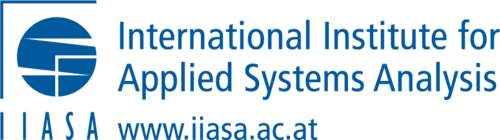 International Institute for
Applied Systems Analysis
IIASA www.iiasa.ac.at